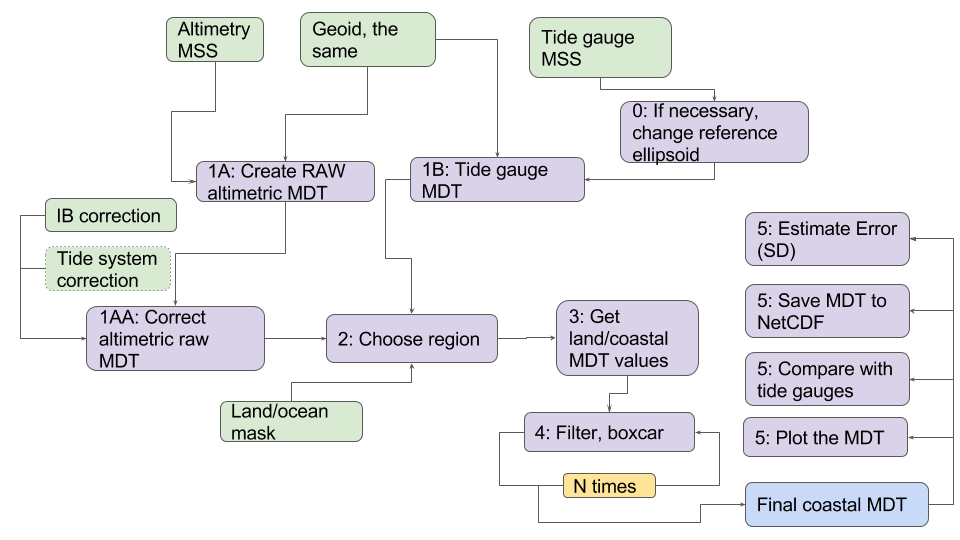 Altimetry
MSS
Geoid, the
same
Tide gauge
MSS
0: If necessary,
change reference
ellipsoid
1A: Create RAW
altimetric MDT
1B: Tide gauge
MDT
IB correction
Tide system
correction
1AA: Correct
altimetric raw
MDT
2: Choose region
Land/ocean
mask
3: Get
land/coastal
MDT values
4: Filter, boxcar
N times
5: Estimate Error
(SD)
5: Save MDT to
NetCDF
5: Compare with
tide gauges
5: Plot the MDT
Final coastal MDT